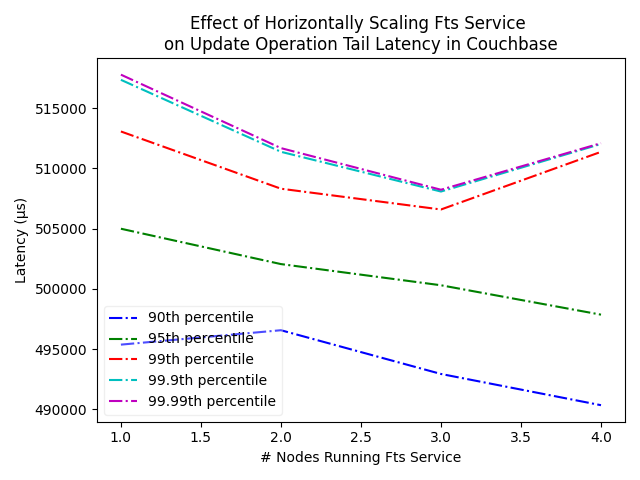 Effect of Horizontally Scaling Fts Service
on Update Operation Tail Latency in Couchbase
Latency (µs)
515000
510000
505000
500000
495000
490000
90th percentile
95th percentile
99th percentile
99.9th percentile
99.99th percentile
1.0 1.5 2.0 2.5 3.0 3.5 4.0
# Nodes Running Fts Service